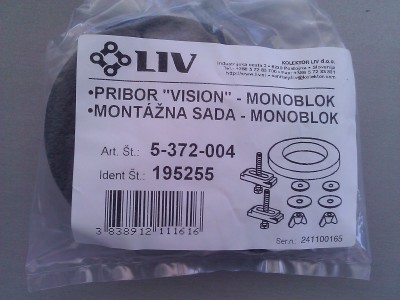 LIV
KOLEKTOR LIV d.o.o.
•PRIBOR "VISION" - MONOBLOK
•MONTÁŽNA SADA - MONOBLOK
Art. Št.: 5-372-004
Ident Št.: 195255
3 838912 111616
Ser.n.: 241100165